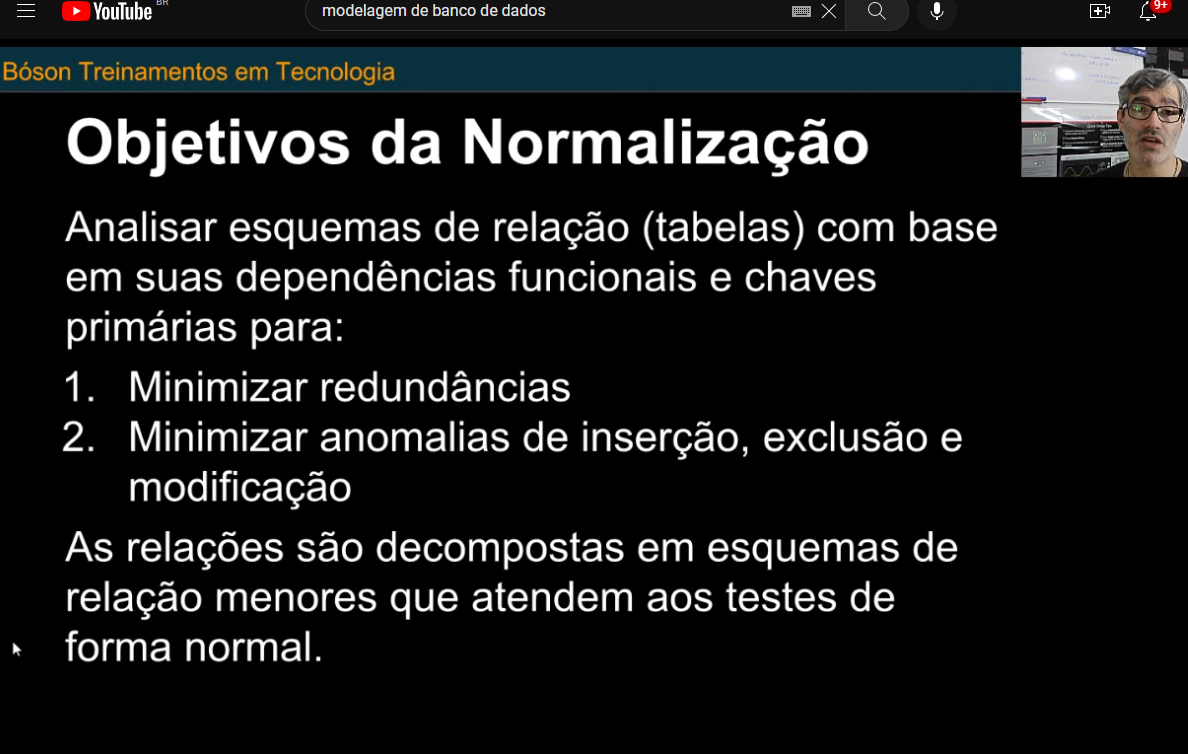 YouTube BR
modelagem de banco de dados
9+
Bóson Treinamentos em Tecnologia
Objetivos da Normalização
Analisar esquemas de relação (tabelas) com base
em suas dependências funcionais e chaves
primárias para:
1. Minimizar redundâncias
2. Minimizar anomalias de inserção, exclusão e
modificação
As relações são decompostas em esquemas de
relação menores que atendem aos testes de
forma normal.